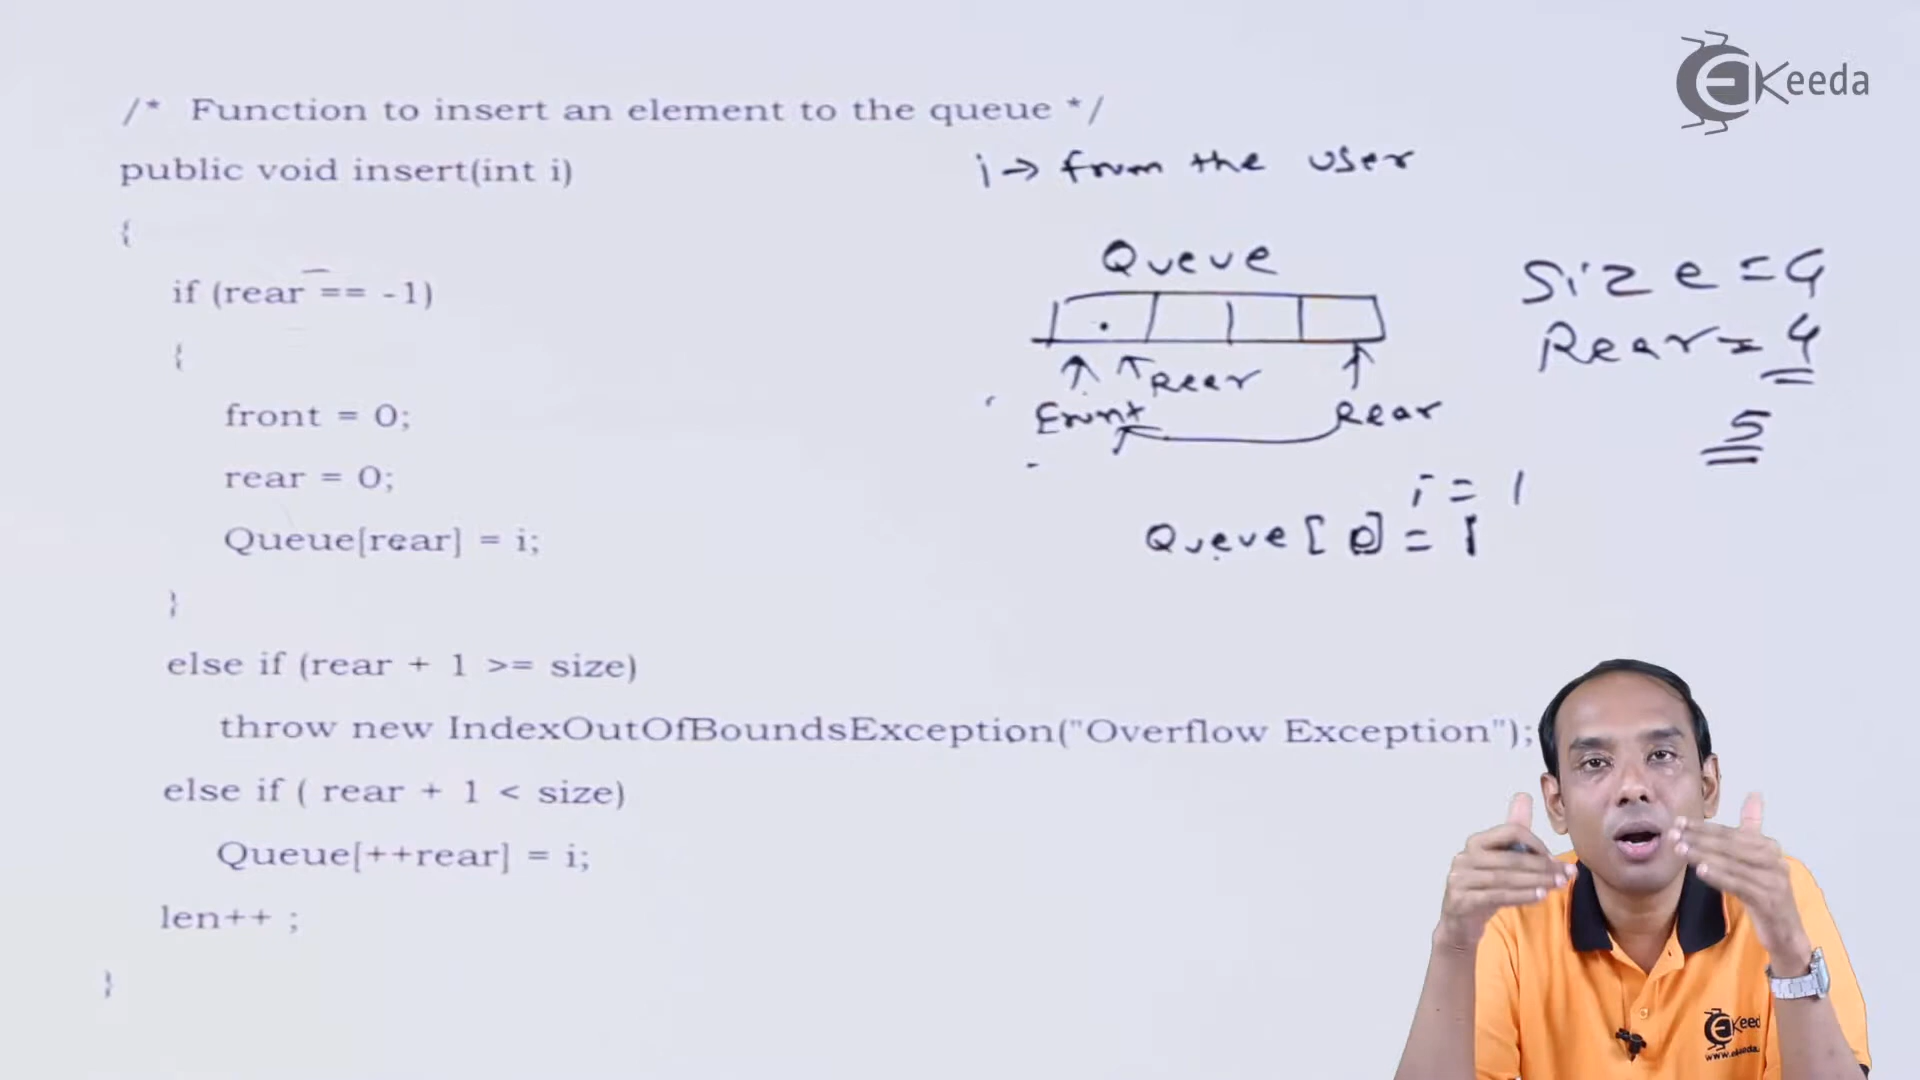 EKeeda
/* Function to insert an element to the queue */
public void insert(int i)
i → from the user
{
Queue
Size = 4
if (rear == -1)
Rear = 4
{
Rear
front = 0;
Front
Rear
5
rear = 0;
i = 1
Queue[rear] = i;
Queue [0] = 1
}
else if (rear + 1 >= size)
throw new IndexOutOfBoundsException("Overflow Exception");
else if ( rear + 1 < size)
Queue[++rear] = i;
len++ ;
}